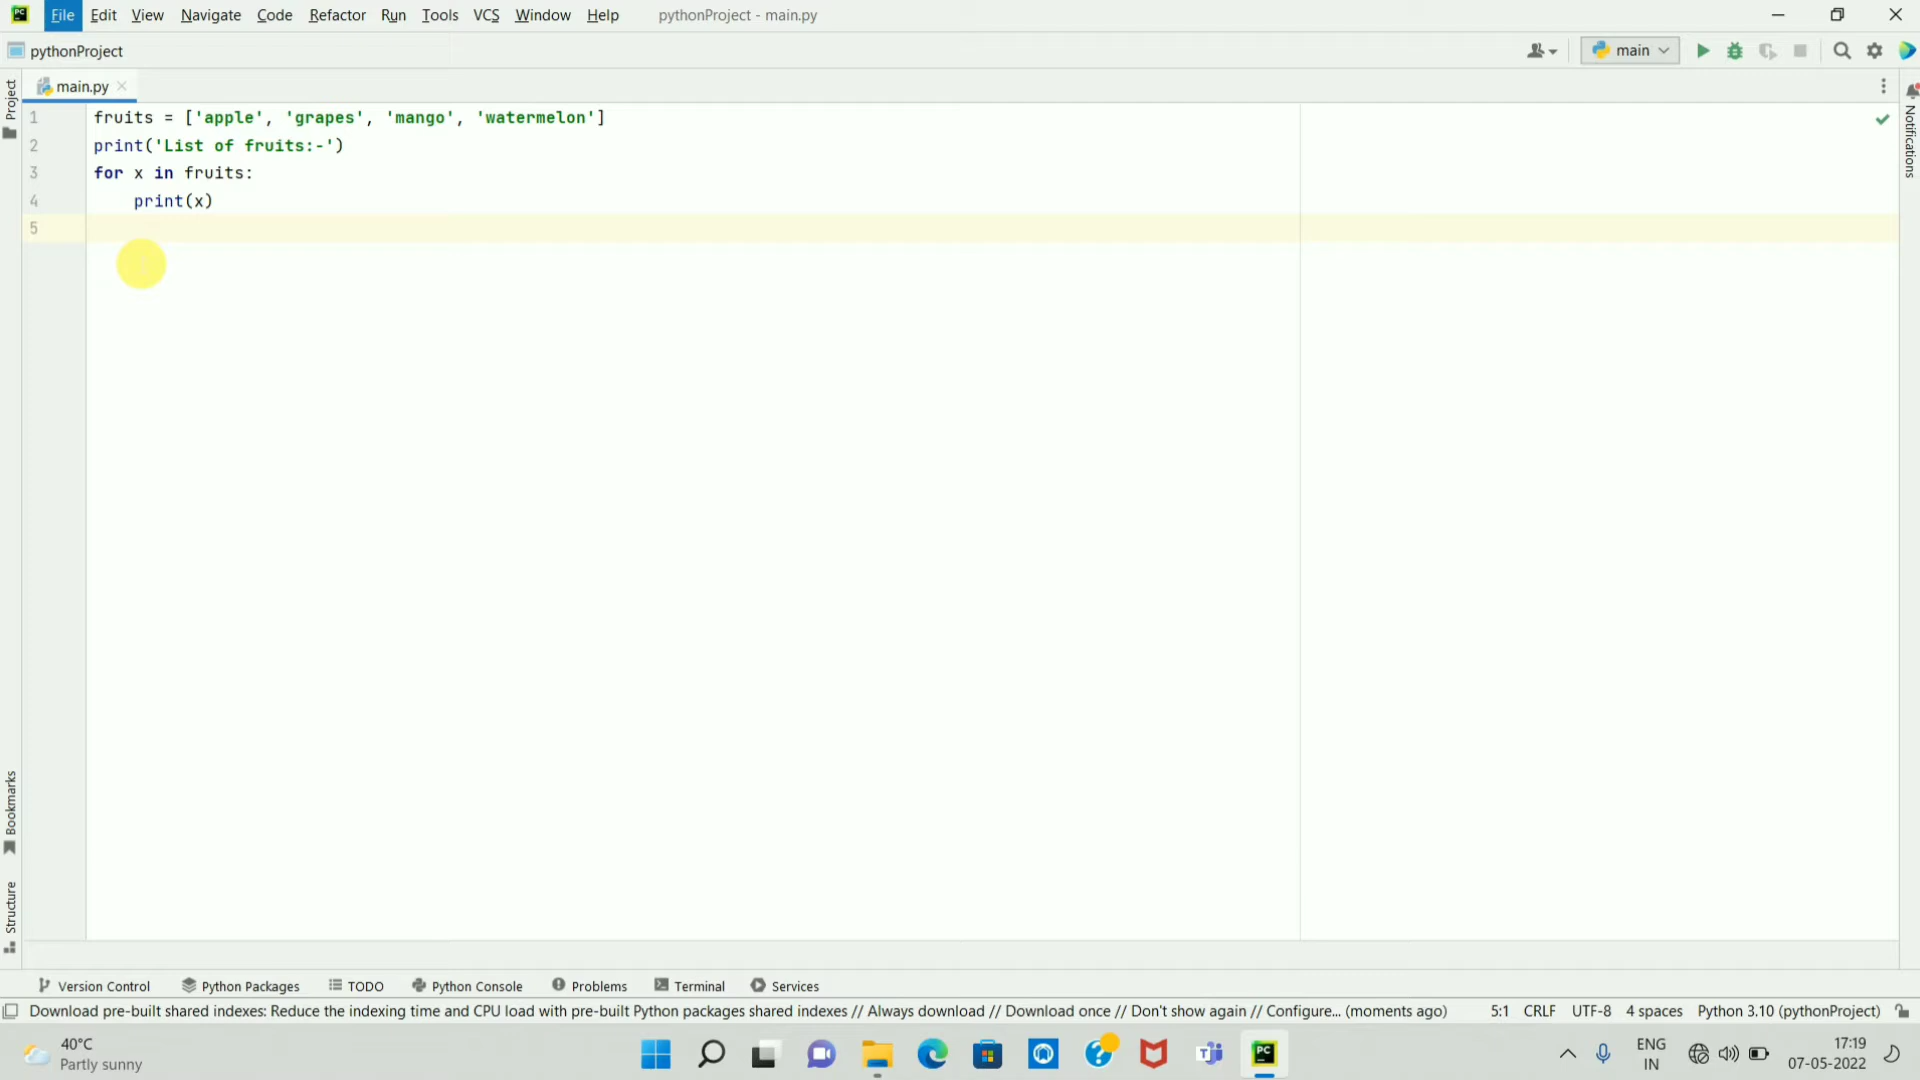 PC File Edit View Navigate Code Refactor Run Tools VCS Window Help pythonProject - main.py
pythonProject
main
Project
main.py
Notifications
1 fruits = ['apple', 'grapes', 'mango', 'watermelon']
2 print('List of fruits:-')
3 for x in fruits:
4 print(x)
5
Bookmarks
Structure
Version Control Python Packages TODO Python Console Problems Terminal Services
Download pre-built shared indexes: Reduce the indexing time and CPU load with pre-built Python packages shared indexes // Always download // Download once // Don't show again // Configure... (moments ago) 5:1 CRLF UTF-8 4 spaces Python 3.10 (pythonProject)
40°C
Partly sunny
PC
ENG
IN
17:19
07-05-2022